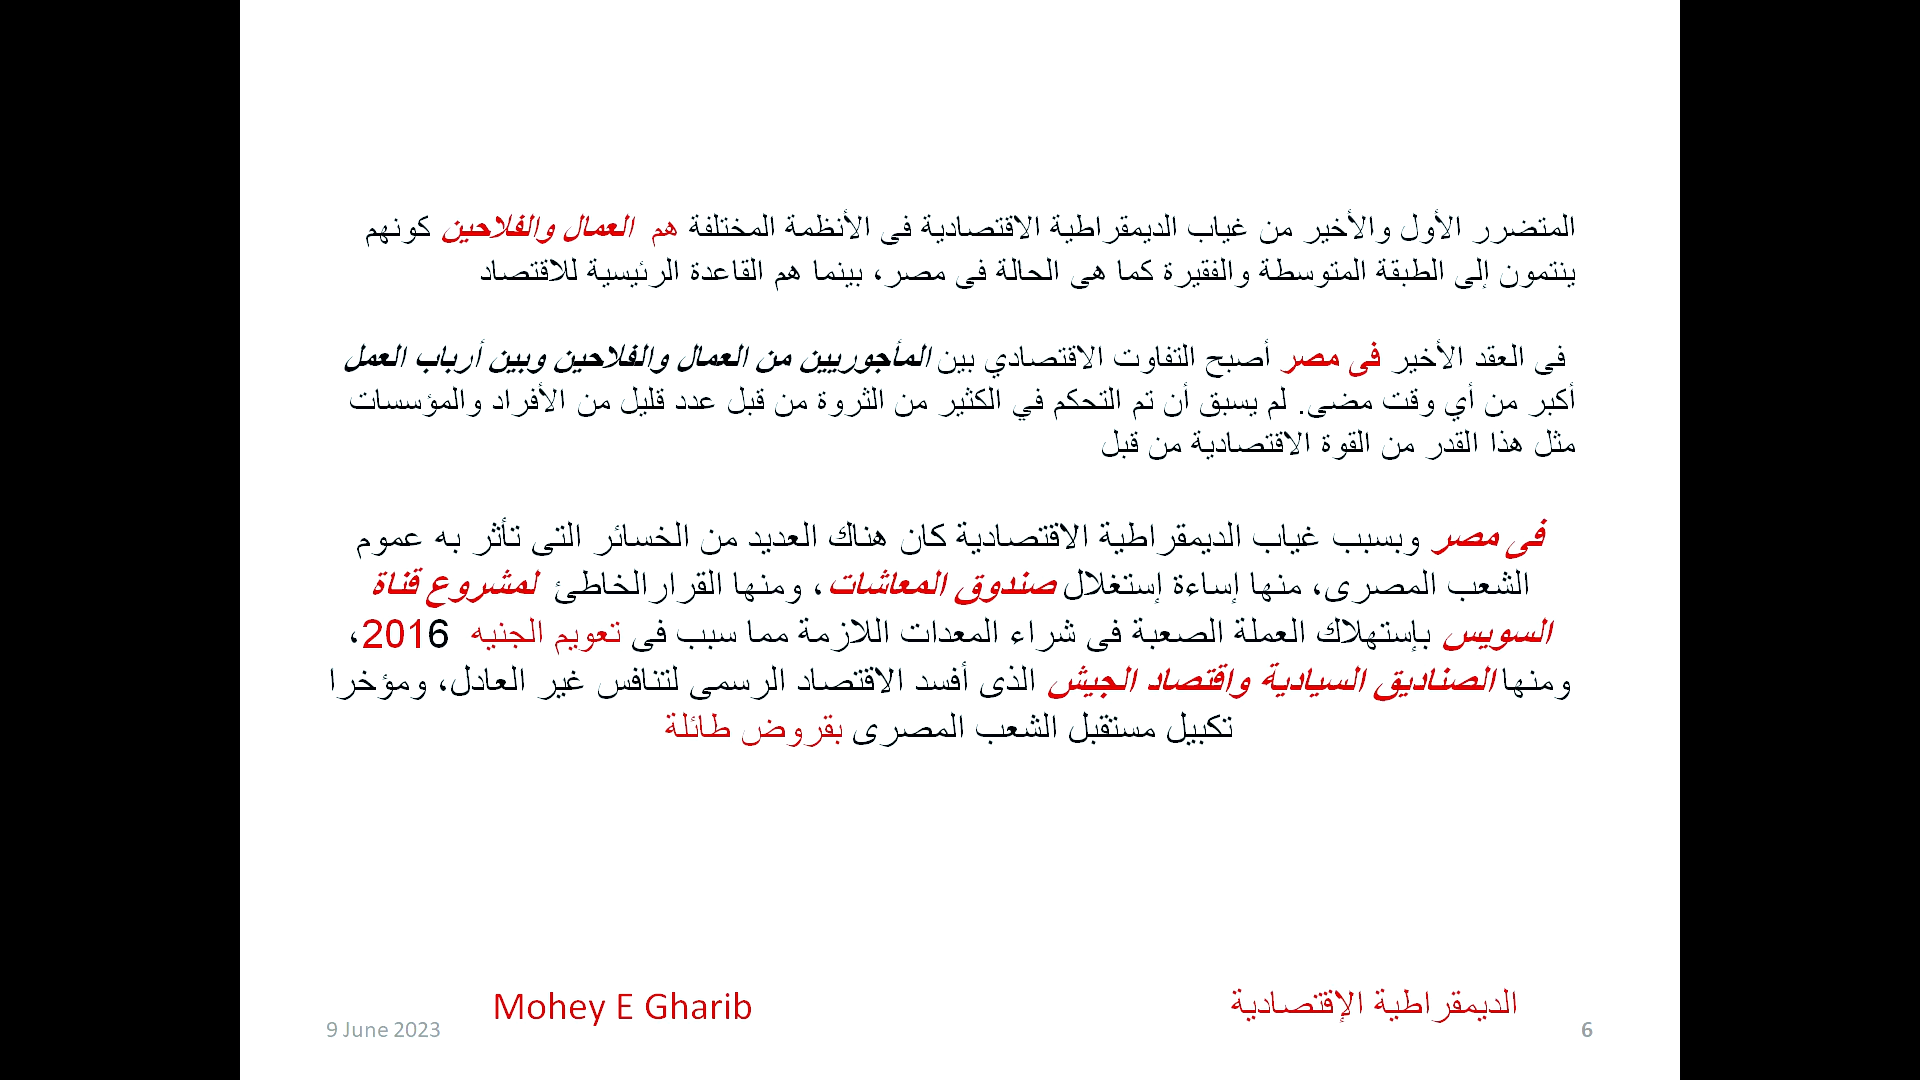 المتضرر الأول والأخير من غياب الديمقراطية الاقتصادية فى الأنظمة المختلفة هم العمال والفلاحين كونهم
ينتمون إلى الطبقة المتوسطة والفقيرة كما هى الحالة فى مصر، بينما هم القاعدة الرئيسية للاقتصاد
فى العقد الأخير فى مصر أصبح التفاوت الاقتصادي بين المأجوريين من العمال والفلاحين وبين أرباب العمل
أكبر من أي وقت مضى. لم يسبق أن تم التحكم في الكثير من الثروة من قبل عدد قليل من الأفراد والمؤسسات
مثل هذا القدر من القوة الاقتصادية من قبل
فى مصر وبسبب غياب الديمقراطية الاقتصادية كان هناك العديد من الخسائر التى تأثر به عموم
الشعب المصرى، منها إساءة إستغلال صندوق المعاشات، ومنها القرارالخاطئ لمشروع قناة
السويس بإستهلاك العملة الصعبة فى شراء المعدات اللازمة مما سبب فى تعويم الجنيه 2016،
ومنها الصناديق السيادية واقتصاد الجيش الذى أفسد الاقتصاد الرسمى لتنافس غير العادل، ومؤخرا
تكبيل مستقبل الشعب المصرى بقروض طائلة
الديمقراطية الإقتصادية
Mohey E Gharib
9 June 2023
6